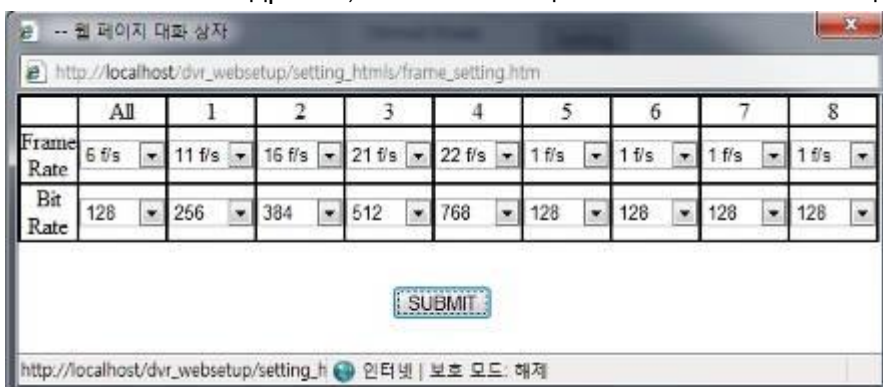 -- 웹 페이지 대화 상자
http://localhost/dvr_websetup/setting_htmls/frame_setting.htm
All 1 2 3 4 5 6 7 8
Frame Rate 6 f/s 11 f/s 16 f/s 21 f/s 22 f/s 1 f/s 1 f/s 1 f/s 1 f/s
Bit Rate 128 256 384 512 768 128 128 128 128
SUBMIT
http://localhost/dvr_websetup/setting_h 인터넷 | 보호 모드: 해제